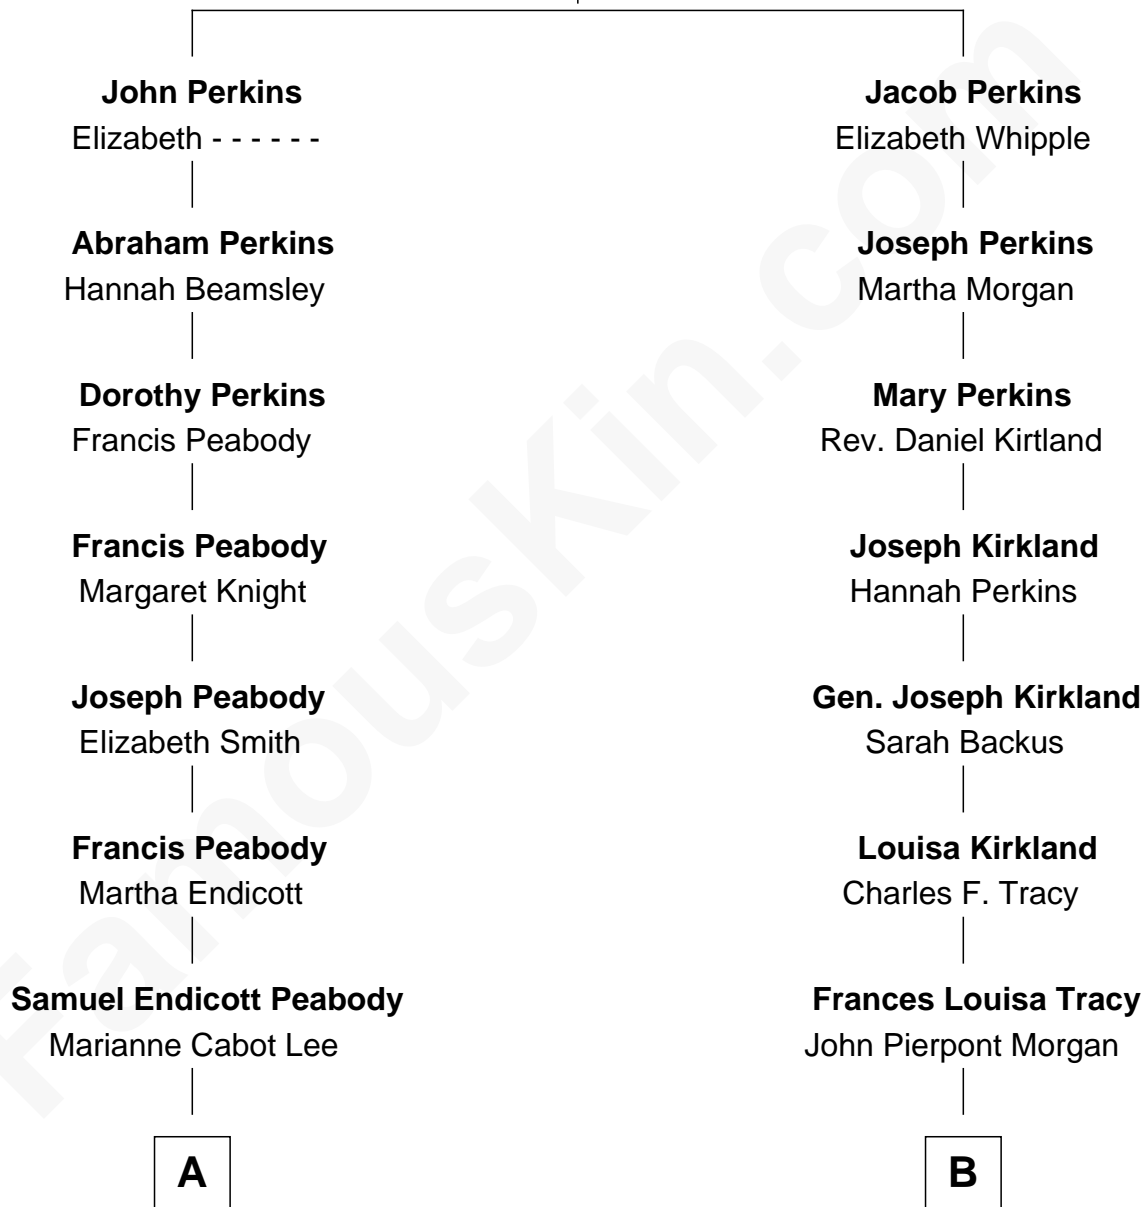 John Perkins
Elizabeth - - - - - -
Abraham Perkins
Hannah Beamsley
Dorothy Perkins
Francis Peabody
Francis Peabody
Margaret Knight
Joseph Peabody
Elizabeth Smith
Francis Peabody
Martha Endicott
Samuel Endicott Peabody
Marianne Cabot Lee
A
Jacob Perkins
Elizabeth Whipple
Joseph Perkins
Martha Morgan
Mary Perkins
Rev. Daniel Kirtland
Joseph Kirkland
Hannah Perkins
Gen. Joseph Kirkland
Sarah Backus
Louisa Kirkland
Charles F. Tracy
Frances Louisa Tracy
John Pierpont Morgan
B
FamousKin.com